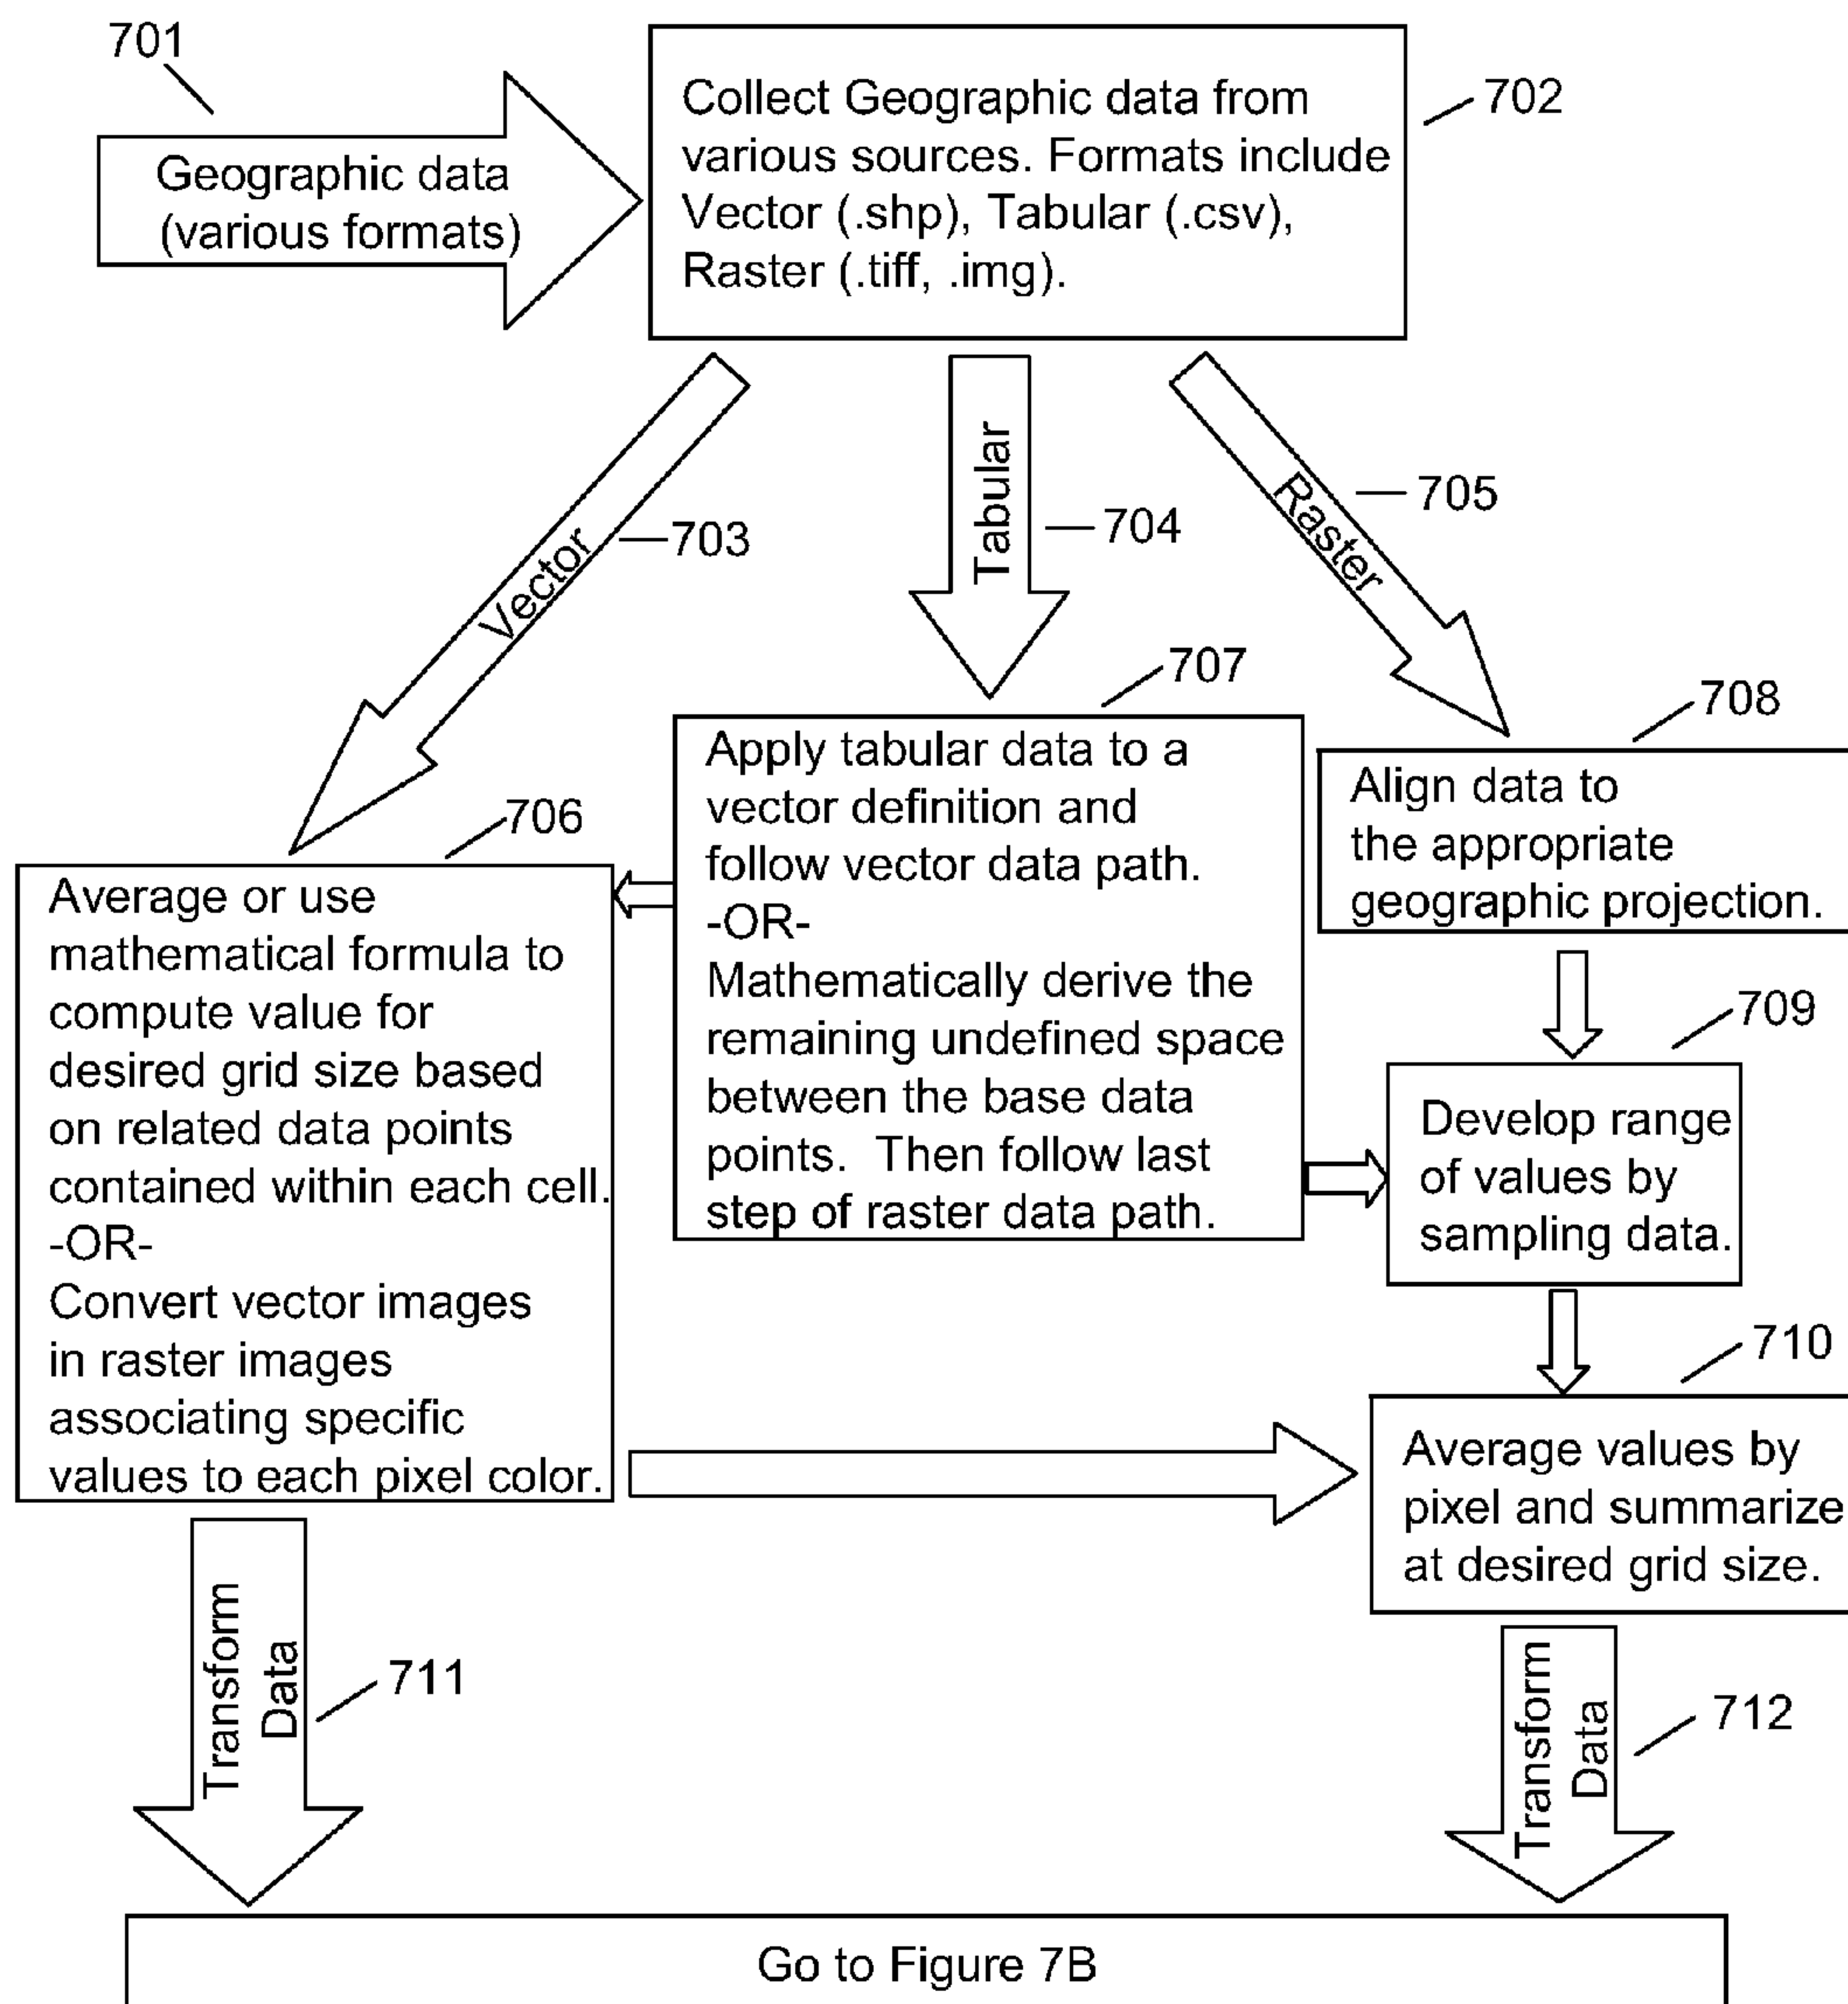 701
Geographic data
(various formats)
Collect Geographic data from
various sources. Formats include
Vector (.shp), Tabular (.csv),
Raster (.tiff, .img).
702
Vector
703
Tabular
704
Raster
705
706
Average or use
mathematical formula to
compute value for
desired grid size based
on related data points
contained within each cell.
-OR-
Convert vector images
in raster images
associating specific
values to each pixel color.
707
Apply tabular data to a
vector definition and
follow vector data path.
-OR-
Mathematically derive the
remaining undefined space
between the base data
points.  Then follow last
step of raster data path.
708
Align data to
the appropriate
geographic projection.
709
Develop range
of values by
sampling data.
710
Average values by
pixel and summarize
at desired grid size.
Transform
Data
711
Transform
Data
712
Go to Figure 7B